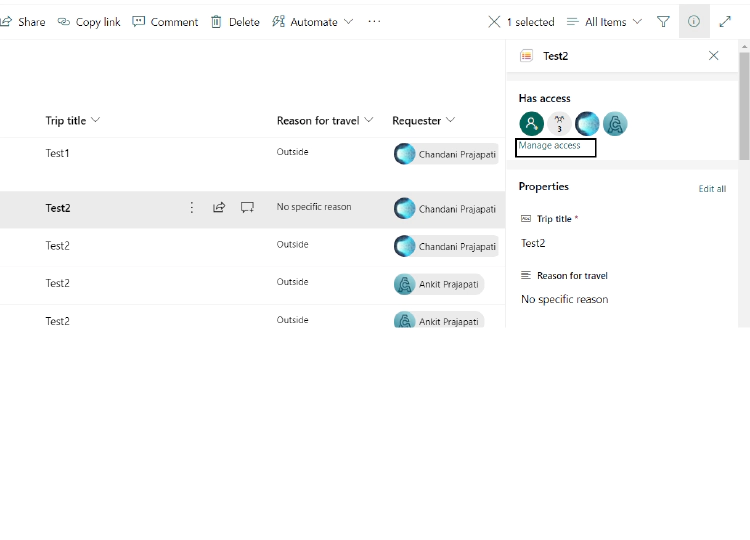 Share Copy link Comment Delete Automate ··· 1 selected All Items
Test2
Has access
3
Manage access
Trip title Reason for travel Requester
Test1 Outside Chandani Prajapati
Test2 No specific reason Chandani Prajapati
Test2 Outside Chandani Prajapati
Test2 Outside Ankit Prajapati
Test2 Outside Ankit Prajapati
Properties Edit all
Abc Trip title *
Test2
Reason for travel
No specific reason